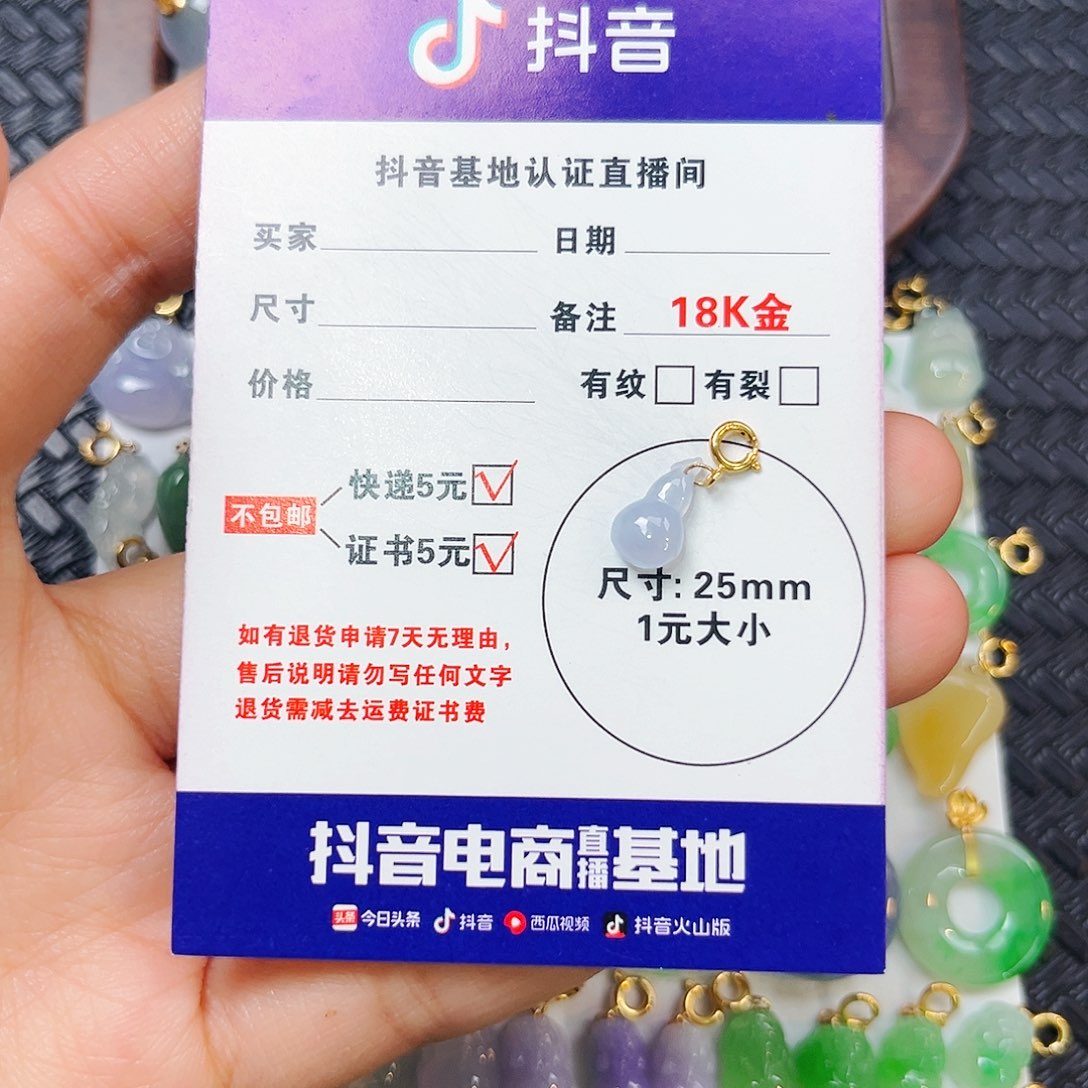 抖音
抖音基地认证直播间
买家 日期
尺寸 备注 18K金
价格 有纹 有裂
快递5元
不包邮
证书5元
尺寸: 25mm
1元大小
如有退货申请7天无理由,
售后说明请勿写任何文字
退货需减去运费证书费
抖音电商直播基地
头条 今日头条 抖音 西瓜视频 抖音火山版